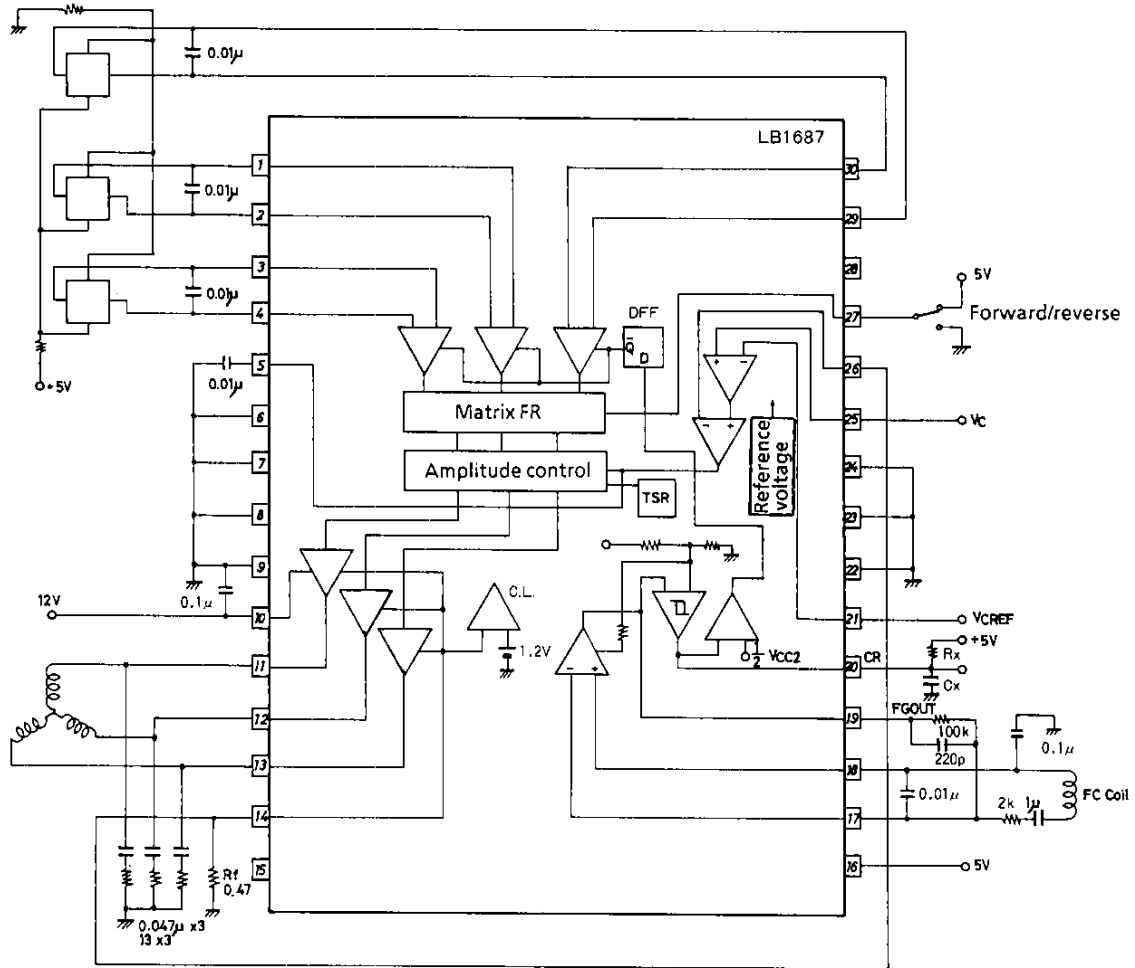 0.01µ
LB1687
1
30
0.01µ
2
29
3
28
5V
0.01µ
4
DFF
27
Forward/reverse
Q̅
D
+ -
5
26
0.01µ
+5V
Matrix FR
- +
6
25
VC
Reference voltage
Amplitude control
7
24
TSR
8
23
9
22
0.1µ
C.L.
12V
10
21
VCREF
+5V
1.2V
1/2 VCC2
- +
Rx
11
20
CR
Cx
12
19
FGOUT
100k
220p
0.1µ
13
18
0.01µ
2k
1µ
FC Coil
14
17
Rf
0.47
15
16
5V
0.047µ x3
13 x3